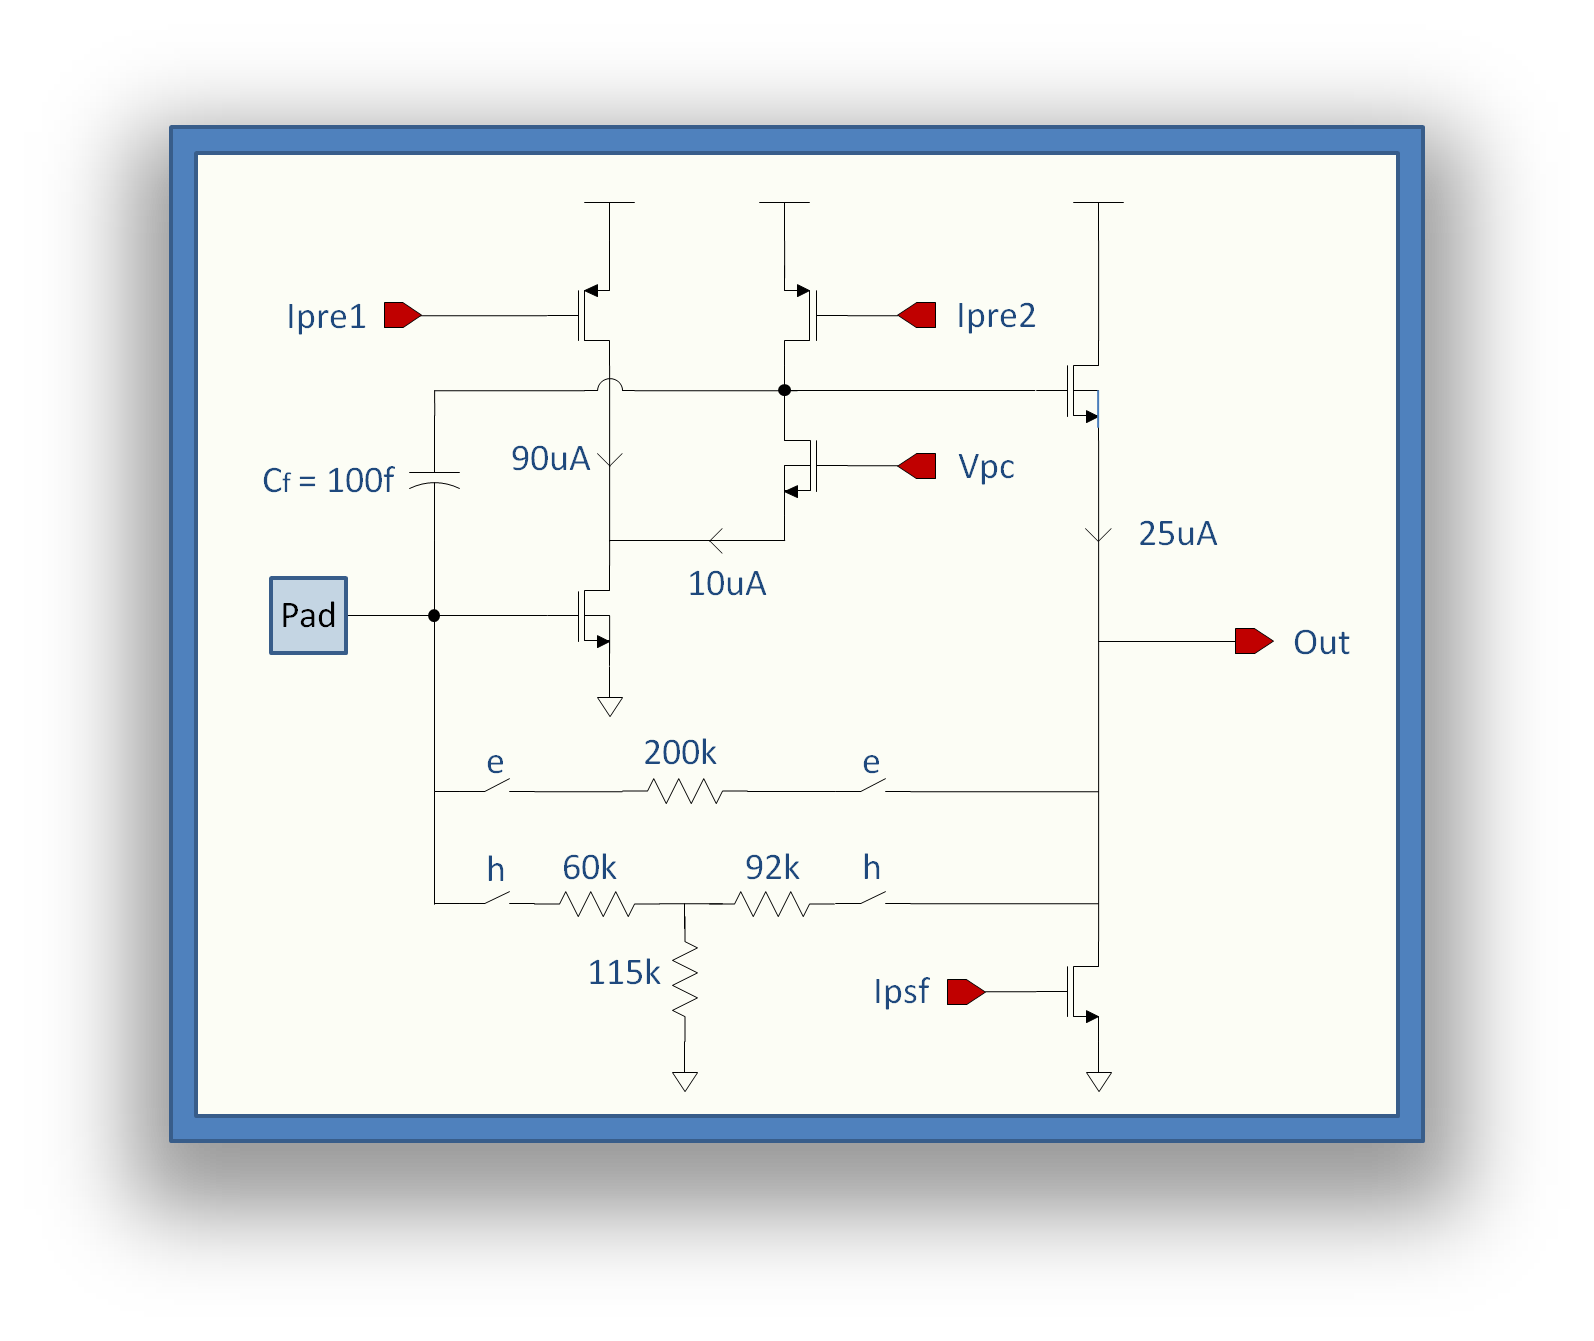 Ipre1
Ipre2
90uA
Vpc
Cf = 100f
25uA
10uA
Pad
Out
200k
e
e
60k
92k
h
h
115k
Ipsf